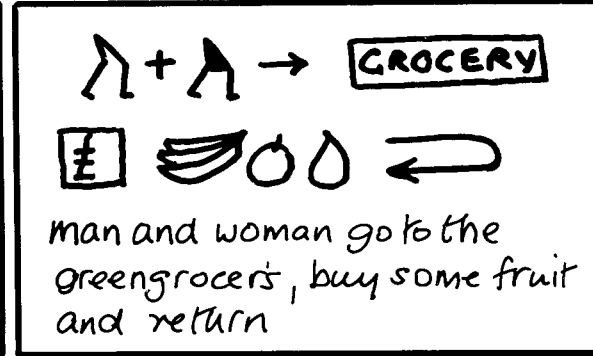 + → GROCERY
£
man and woman go to the
greengrocer's, buy some fruit
and return